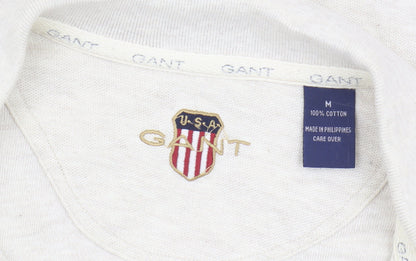 GANT GANT GANT GANT
U·S·A
GANT
M
100% COTTON
MADE IN PHILIPPINES
CARE OVER